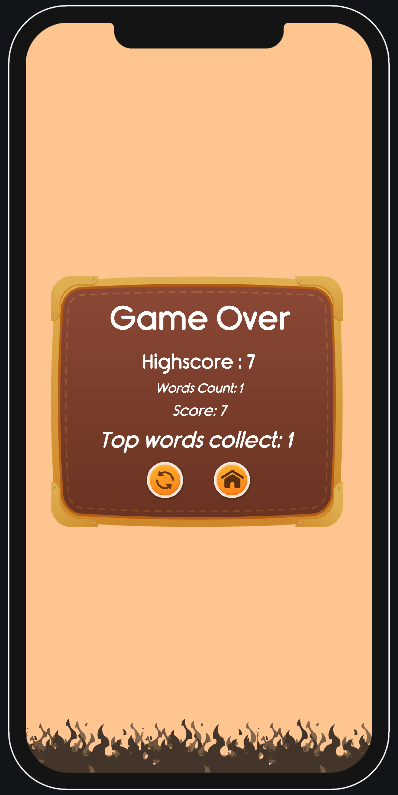 Game Over
Highscore : 7
Words Count: 1
Score: 7
Top words collect: 1